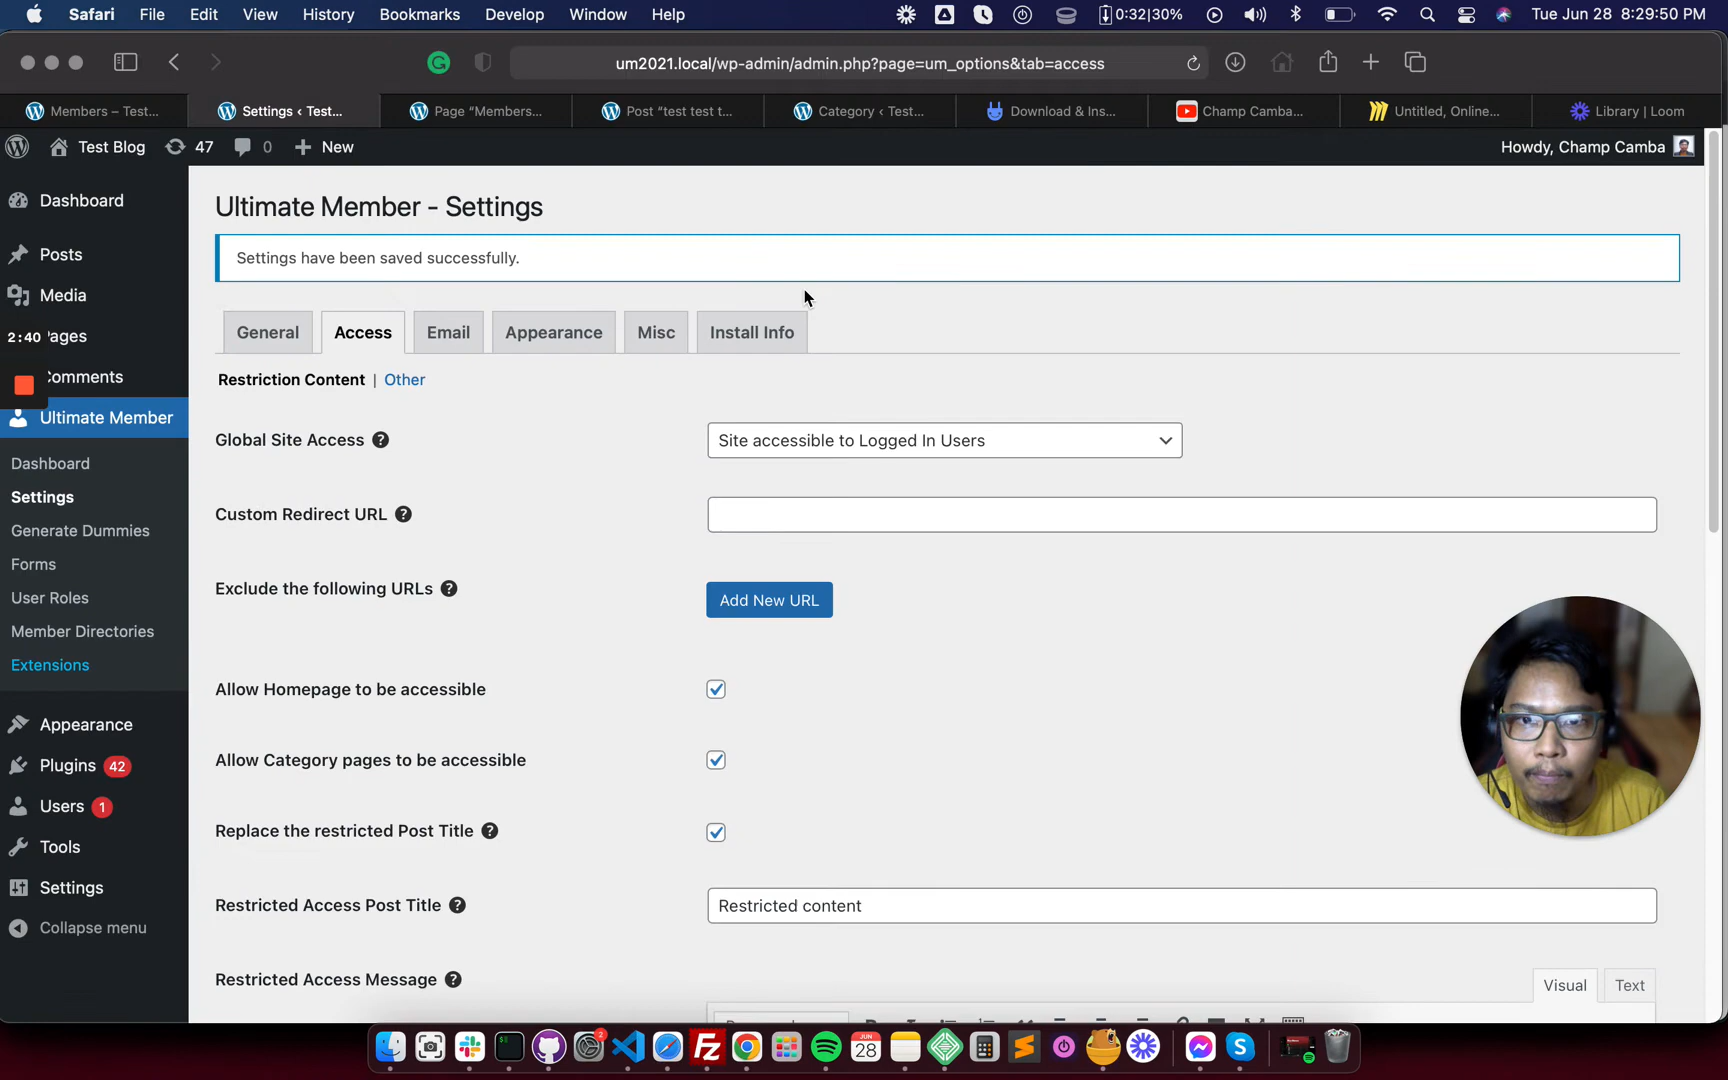 Safari File Edit View History Bookmarks Develop Window Help 0:32|30% Tue Jun 28 8:29:50 PM
um2021.local/wp-admin/admin.php?page=um_options&tab=access
Members – Test... Settings ‹ Test... Page “Members... Post “test test t... Category ‹ Test... Download & Ins... Champ Camba... Untitled, Online... Library | Loom
Test Blog 47 0 New Howdy, Champ Camba
Dashboard
Posts
Media
2:40 Pages
Comments
Ultimate Member
Dashboard
Settings
Generate Dummies
Forms
User Roles
Member Directories
Extensions
Appearance
Plugins 42
Users 1
Tools
Settings
Collapse menu
Ultimate Member - Settings
Settings have been saved successfully.
General Access Email Appearance Misc Install Info
Restriction Content | Other
Global Site Access ? Site accessible to Logged In Users
Custom Redirect URL ?
Exclude the following URLs ? Add New URL
Allow Homepage to be accessible
Allow Category pages to be accessible
Replace the restricted Post Title ?
Restricted Access Post Title ? Restricted content
Restricted Access Message ? Visual Text
JUN
28